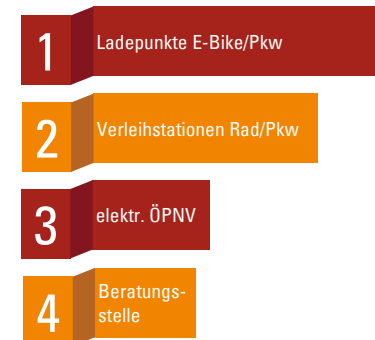 1 Ladepunkte E-Bike/Pkw
2 Verleihstationen Rad/Pkw
3 elektr. ÖPNV
4 Beratungs-
stelle